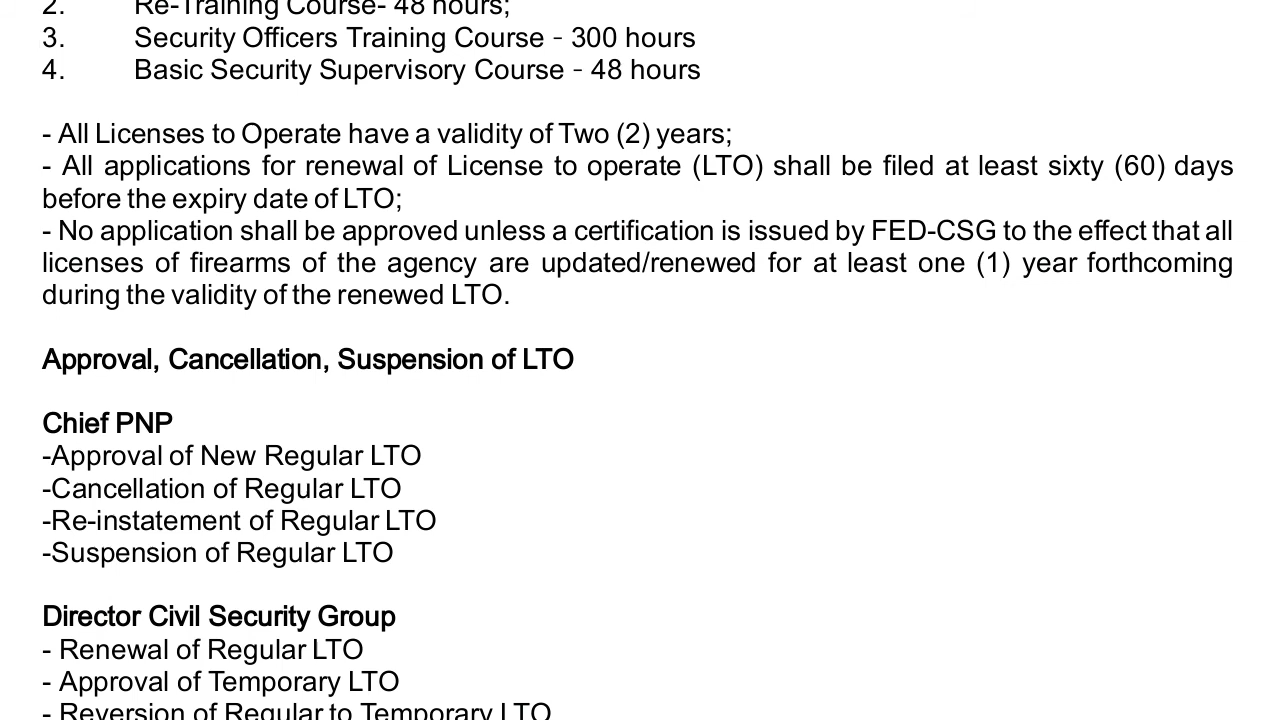 2. Re-Training Course- 48 hours;
3. Security Officers Training Course - 300 hours
4. Basic Security Supervisory Course - 48 hours
- All Licenses to Operate have a validity of Two (2) years;
- All applications for renewal of License to operate (LTO) shall be filed at least sixty (60) days
before the expiry date of LTO;
- No application shall be approved unless a certification is issued by FED-CSG to the effect that all
licenses of firearms of the agency are updated/renewed for at least one (1) year forthcoming
during the validity of the renewed LTO.
Approval, Cancellation, Suspension of LTO
Chief PNP
-Approval of New Regular LTO
-Cancellation of Regular LTO
-Re-instatement of Regular LTO
-Suspension of Regular LTO
Director Civil Security Group
- Renewal of Regular LTO
- Approval of Temporary LTO
- Reversion of Regular to Temporary LTO